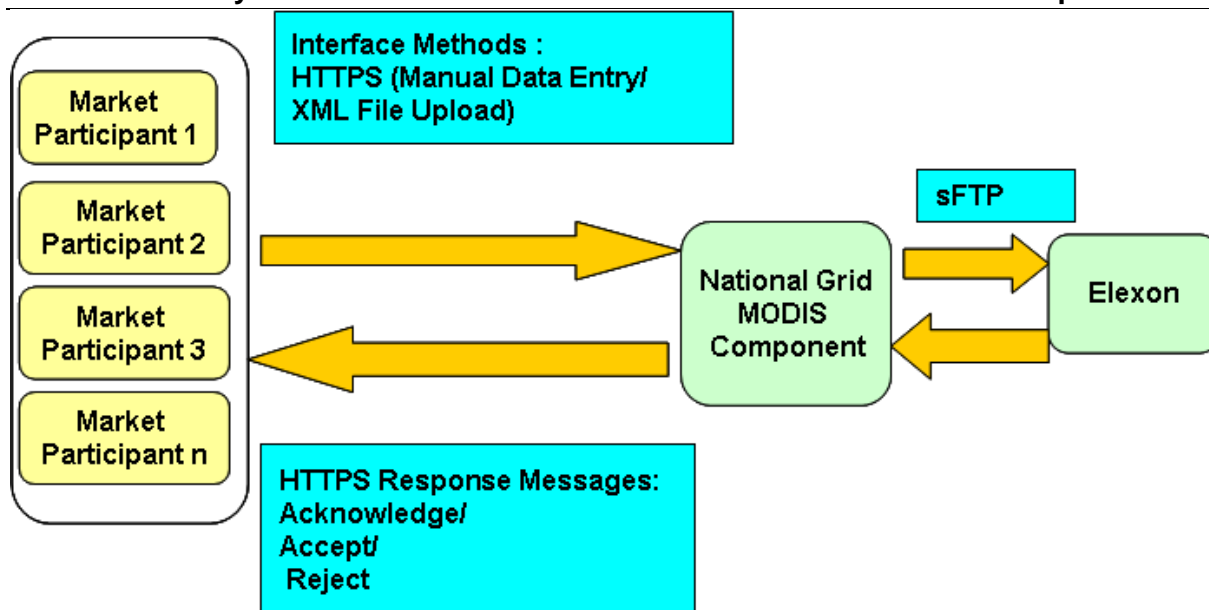 Interface Methods :
HTTPS (Manual Data Entry/
XML File Upload)
Market
Participant 1
Market
Participant 2
Market
Participant 3
Market
Participant n
National Grid
MODIS
Component
sFTP
Elexon
HTTPS Response Messages:
Acknowledge/
Accept/
Reject